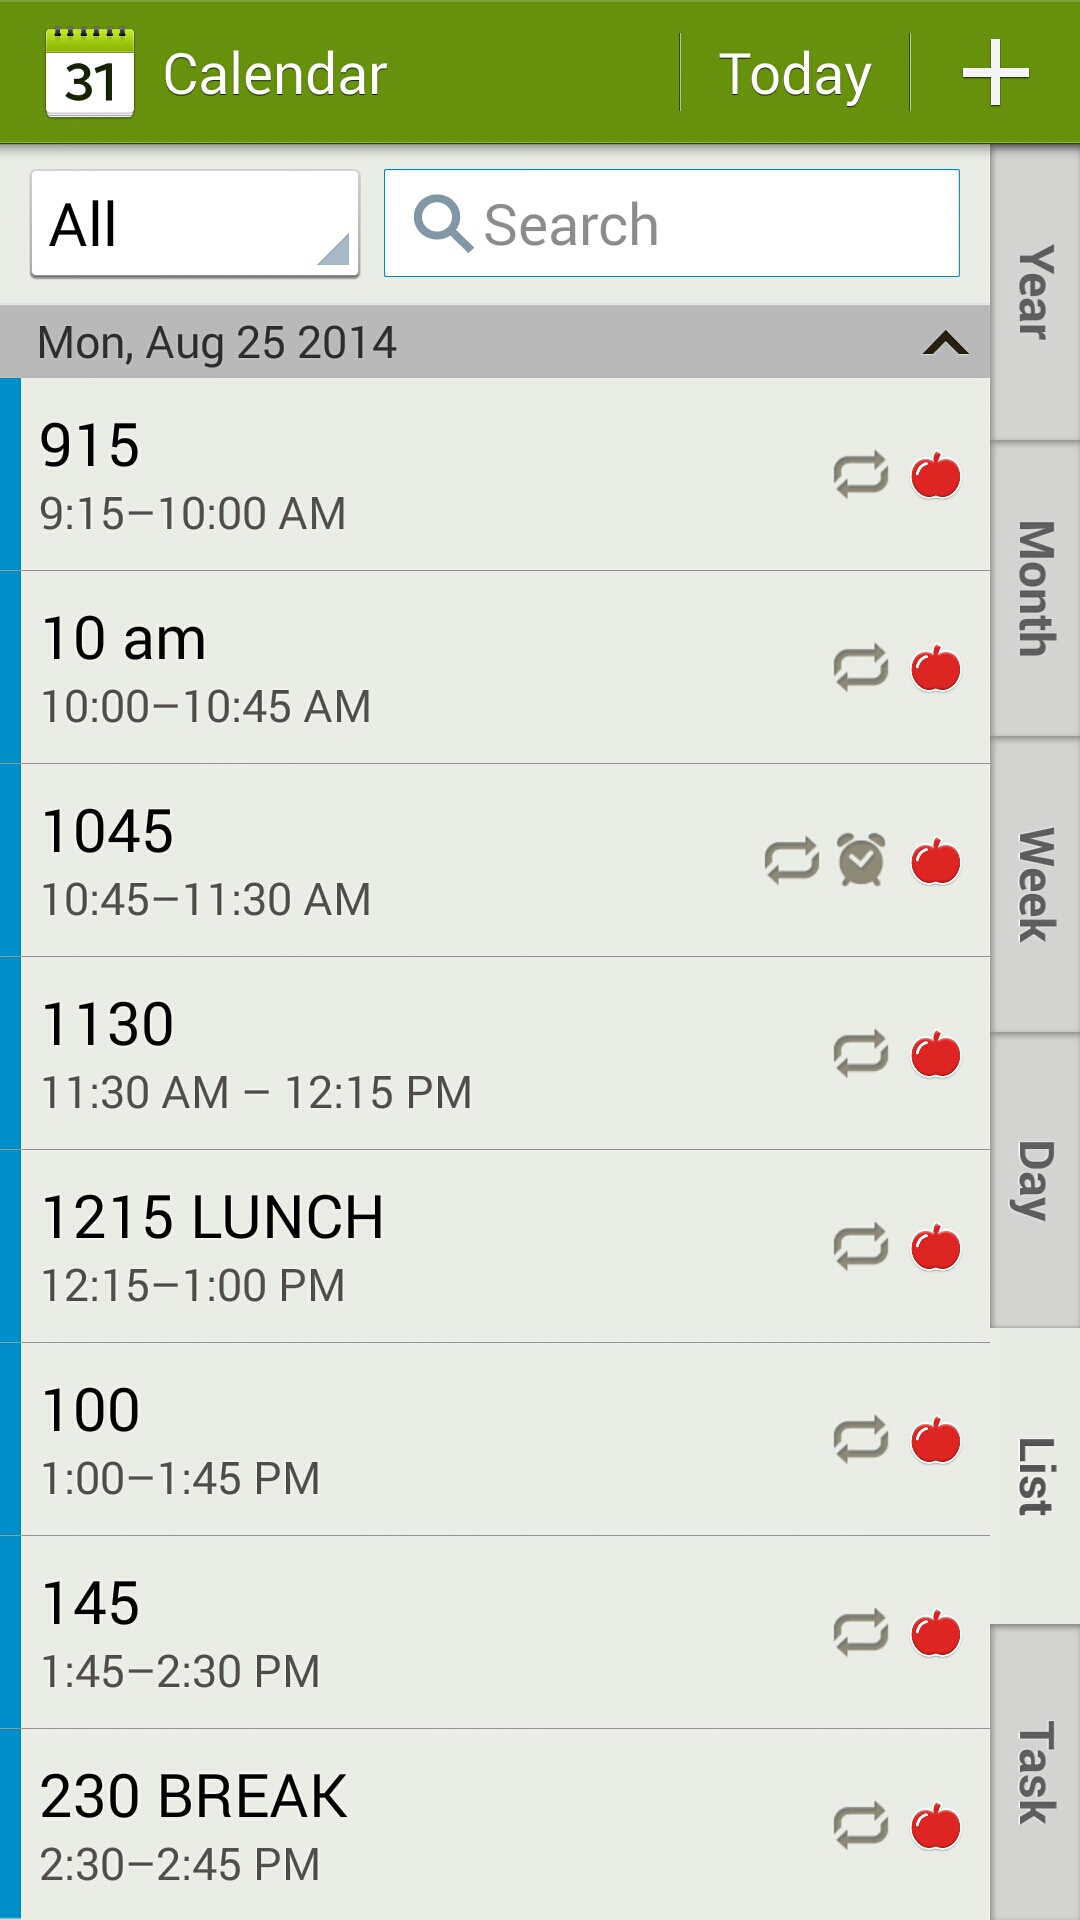 31 Calendar Today
All Search
Mon, Aug 25 2014
915
9:15–10:00 AM
10 am
10:00–10:45 AM
1045
10:45–11:30 AM
1130
11:30 AM – 12:15 PM
1215 LUNCH
12:15–1:00 PM
100
1:00–1:45 PM
145
1:45–2:30 PM
230 BREAK
2:30–2:45 PM
Year
Month
Week
Day
List
Task